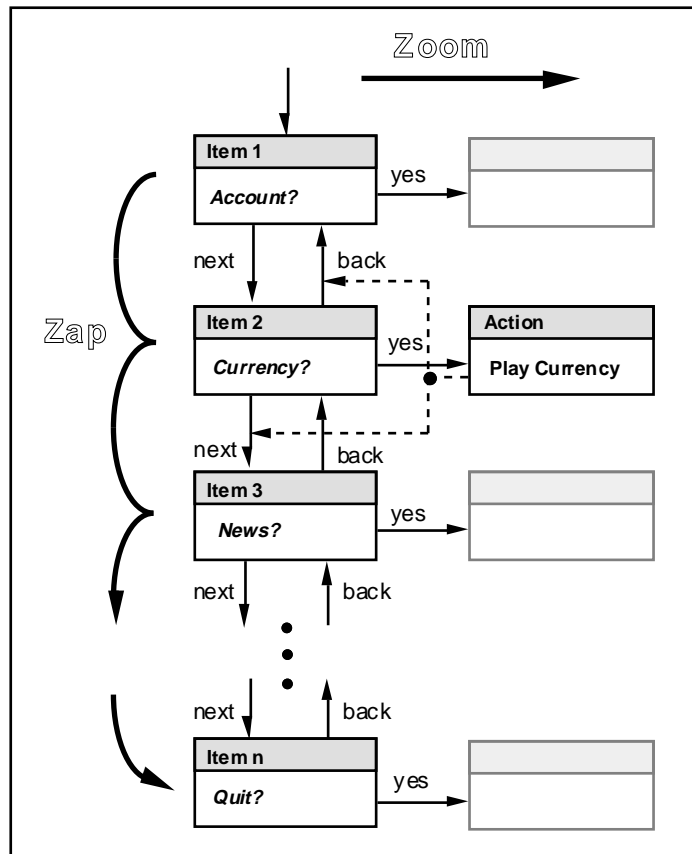 Zoom
Item 1
Account?
yes
next
back
Zap
Item 2
Currency?
yes
Action
Play Currency
next
back
Item 3
News?
yes
next
back
next
back
Item n
Quit?
yes